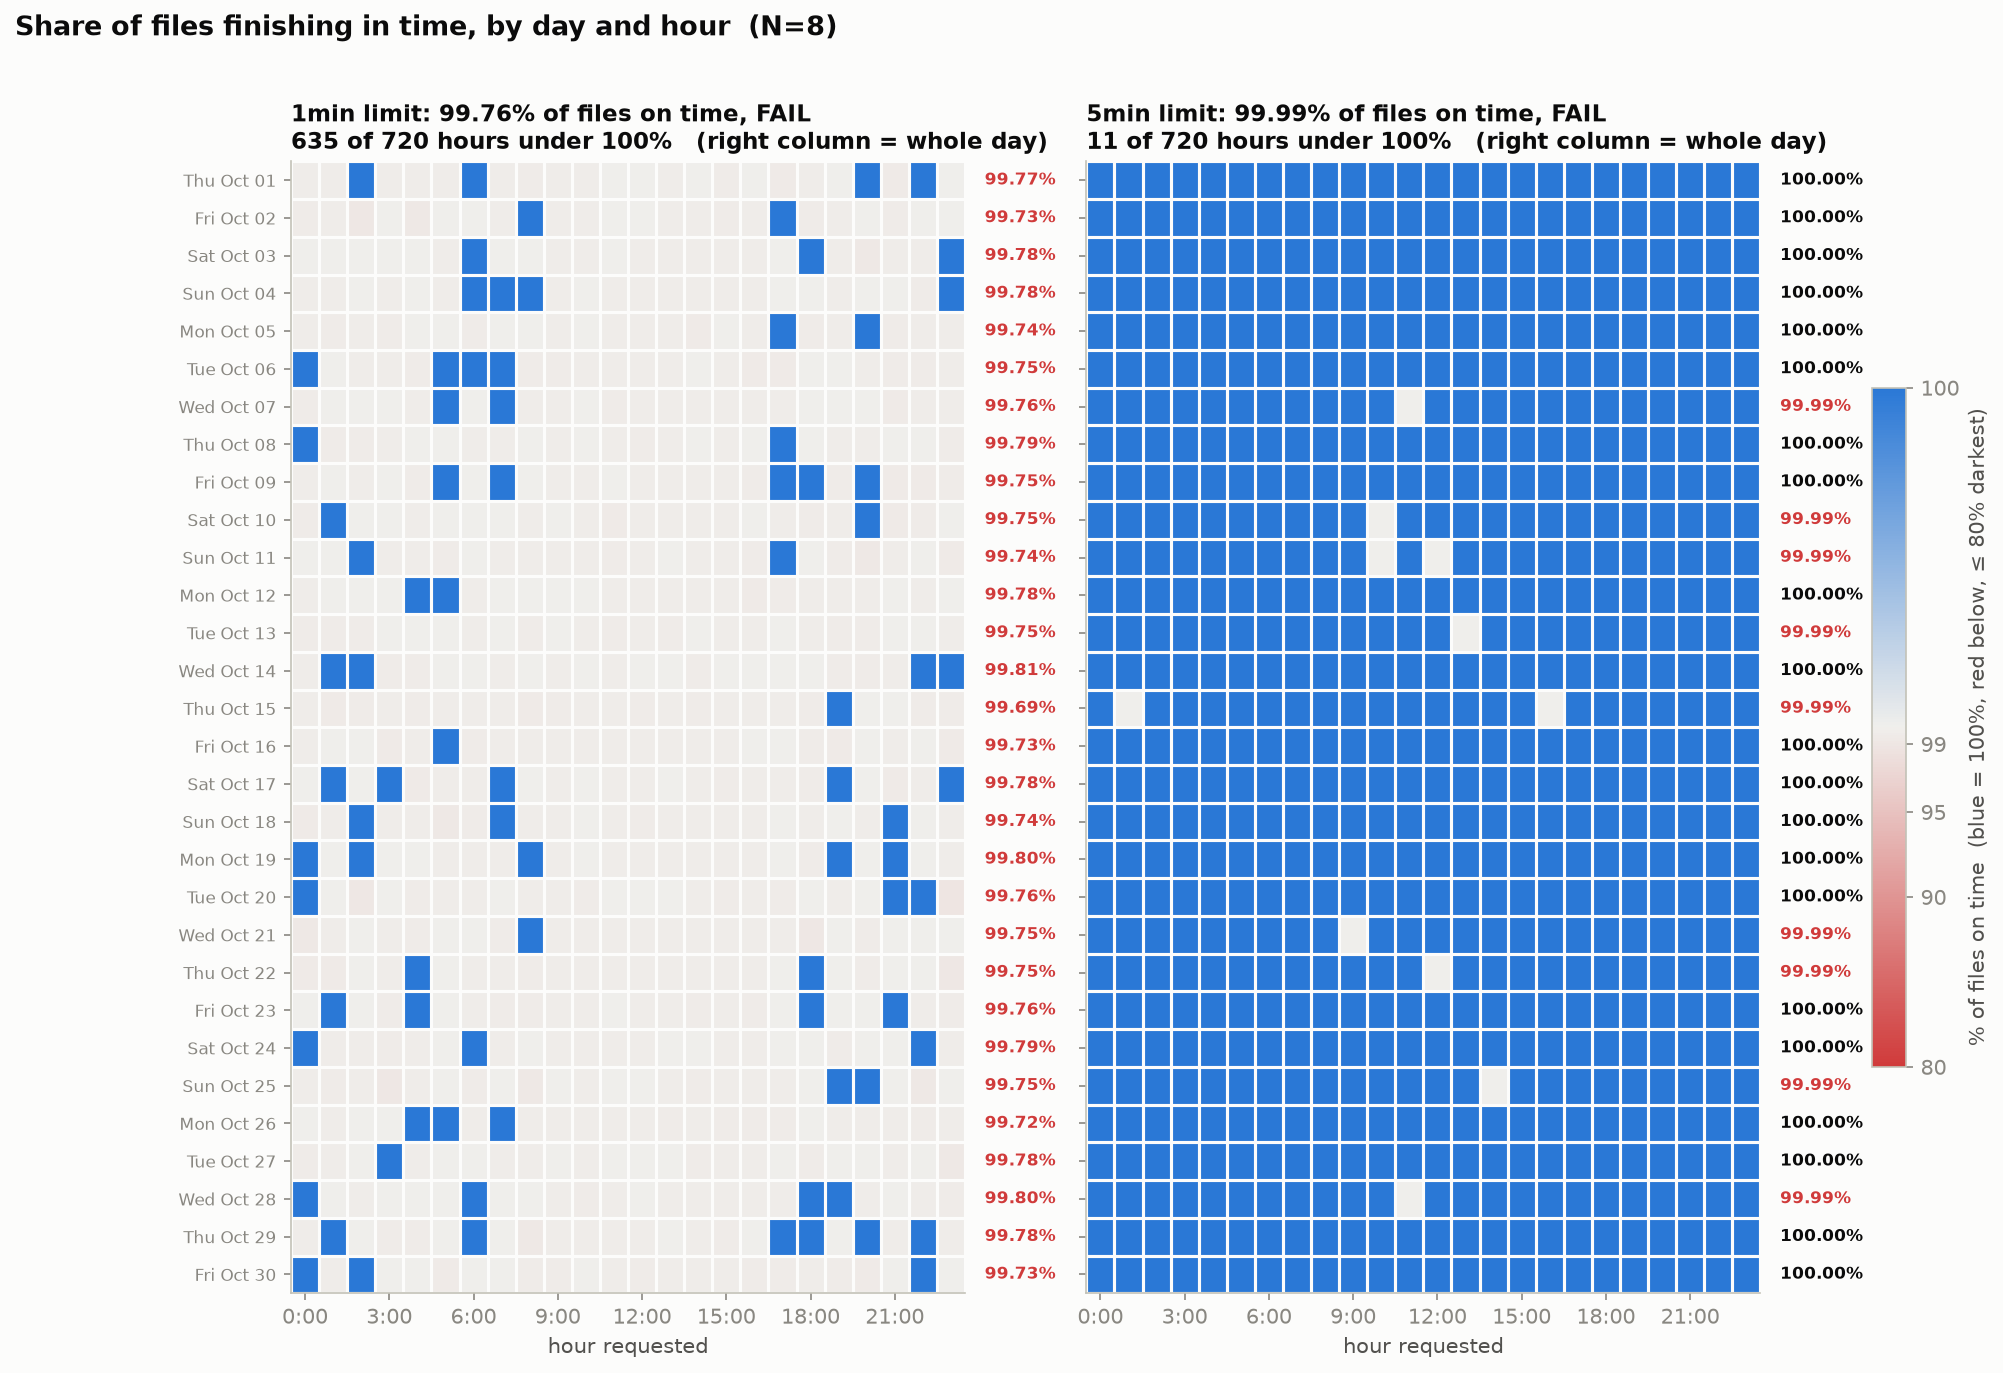 Share of files finishing in time, by day and hour  (N=8)
1min limit: 99.76% of files on time, FAIL
635 of 720 hours under 100%   (right column = whole day)
5min limit: 99.99% of files on time, FAIL
11 of 720 hours under 100%   (right column = whole day)
Thu Oct 01 99.77% 100.00%
Fri Oct 02 99.73% 100.00%
Sat Oct 03 99.78% 100.00%
Sun Oct 04 99.78% 100.00%
Mon Oct 05 99.74% 100.00%
Tue Oct 06 99.75% 100.00%
Wed Oct 07 99.76% 99.99%
Thu Oct 08 99.79% 100.00%
Fri Oct 09 99.75% 100.00%
Sat Oct 10 99.75% 99.99%
Sun Oct 11 99.74% 99.99%
Mon Oct 12 99.78% 100.00%
Tue Oct 13 99.75% 99.99%
Wed Oct 14 99.81% 100.00%
Thu Oct 15 99.69% 99.99%
Fri Oct 16 99.73% 100.00%
Sat Oct 17 99.78% 100.00%
Sun Oct 18 99.74% 100.00%
Mon Oct 19 99.80% 100.00%
Tue Oct 20 99.76% 100.00%
Wed Oct 21 99.75% 99.99%
Thu Oct 22 99.75% 99.99%
Fri Oct 23 99.76% 100.00%
Sat Oct 24 99.79% 100.00%
Sun Oct 25 99.75% 99.99%
Mon Oct 26 99.72% 100.00%
Tue Oct 27 99.78% 100.00%
Wed Oct 28 99.80% 99.99%
Thu Oct 29 99.78% 100.00%
Fri Oct 30 99.73% 100.00%
0:00 3:00 6:00 9:00 12:00 15:00 18:00 21:00
hour requested
0:00 3:00 6:00 9:00 12:00 15:00 18:00 21:00
hour requested
100
99
95
90
80
% of files on time  (blue = 100%, red below, ≤ 80% darkest)